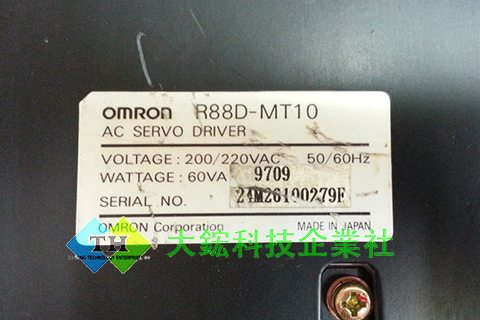 OMRON R88D-MT10
AC SERVO DRIVER
VOLTAGE : 200/220VAC 50/60Hz
WATTAGE : 60VA 9709
SERIAL NO. 24M26190279F
OMRON Corporation MADE IN JAPAN
TH 大鋐科技企業社